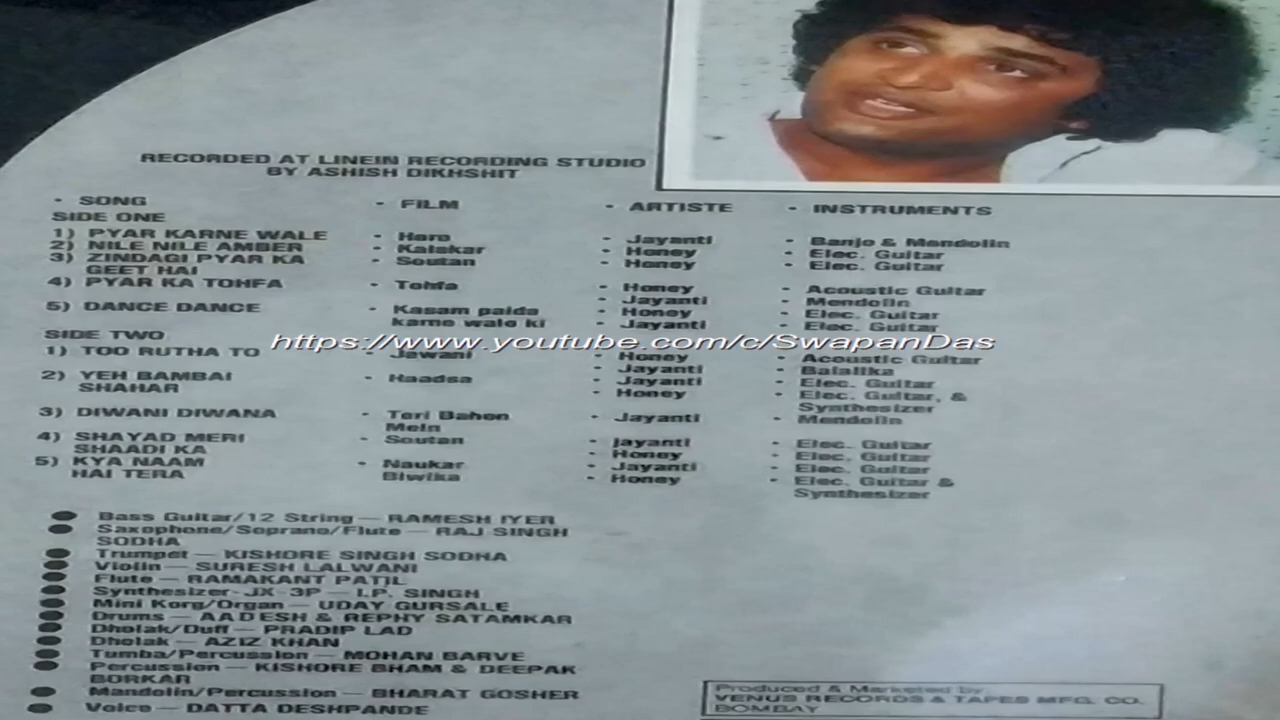 RECORDED AT LINEIN RECORDING STUDIO
BY ASHISH DIKHSHIT
- SONG - FILM - ARTISTE - INSTRUMENTS
SIDE ONE
1) PYAR KARNE WALE - Hero - Jayanti - Banjo & Mandolin
2) NILE NILE AMBER - Kalakar - Honey - Elec. Guitar
3) ZINDAGI PYAR KA - Soutan - Honey - Elec. Guitar
GEET HAI
4) PYAR KA TOHFA - Tohfa - Honey - Acoustic Guitar
- Jayanti - Mandolin
5) DANCE DANCE - Kasam paida - Honey - Elec. Guitar
karne wale ki - Jayanti - Elec. Guitar
SIDE TWO
https://www.youtube.com/c/SwapanDas
1) TOO RUTHA TO - Jawani - Honey - Acoustic Guitar
- Jayanti - Balalika
2) YEH BAMBAI - Haadsa - Jayanti - Elec. Guitar
SHAHAR - Honey - Elec. Guitar, &
Synthesizer
3) DIWANI DIWANA - Teri Bahon - Jayanti - Mandolin
Mein
4) SHAYAD MERI - Soutan - Jayanti - Elec. Guitar
SHAADI KA - Honey - Elec. Guitar
5) KYA NAAM - Naukar - Jayanti - Elec. Guitar
HAI TERA Biwika - Honey - Elec. Guitar &
Synthesizer
Bass Guitar/12 String — RAMESH IYER
Saxophone/Soprano/Flute — RAJ SINGH
SODHA
Trumpet — KISHORE SINGH SODHA
Violin — SURESH LALWANI
Flute — RAMAKANT PATIL
Synthesizer- JX-3P — I.P. SINGH
Mini Korg/Organ — UDAY GURSALE
Drums — AADESH & REPHY SATAMKAR
Dholak/Duff — PRADIP LAD
Dholak — AZIZ KHAN
Tumba/Percussion — MOHAN BARVE
Percussion — KISHORE BHAM & DEEPAK
BORKAR
Mandolin/Percussion — BHARAT GOSHER
Voice — DATTA DESHPANDE
Produced & Marketed by
VENUS RECORDS & TAPES MFG. CO.
BOMBAY